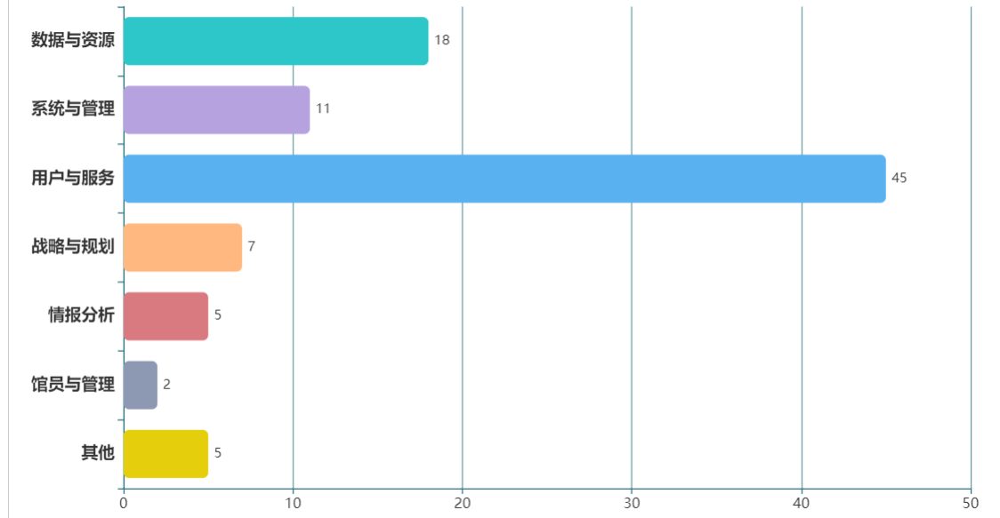 数据与资源 18
系统与管理 11
用户与服务 45
战略与规划 7
情报分析 5
馆员与管理 2
其他 5
0 10 20 30 40 50